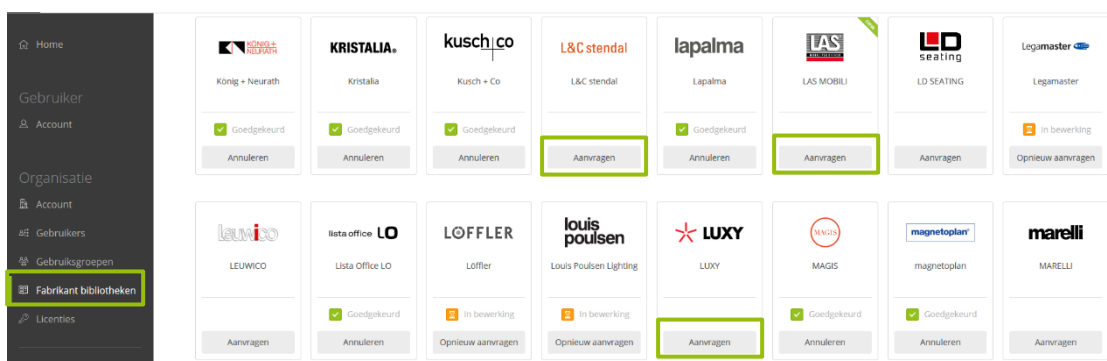 Home
Gebruiker
Account
Organisatie
Account
Gebruikers
Gebruiksgroepen
Fabrikant bibliotheken
Licenties
KÖNIG+
NEURATH
König + Neurath
Goedgekeurd
Annuleren
KRISTALIA.
Kristalia
Goedgekeurd
Annuleren
kusch co
Kusch + Co
Goedgekeurd
Annuleren
L&C stendal
L&C stendal
Aanvragen
lapalma
Lapalma
Goedgekeurd
Annuleren
LAS
LAS MOBILI
Aanvragen
LD
seating
LD SEATING
Aanvragen
Legamaster
Legamaster
In bewerking
Opnieuw aanvragen
leuwico
LEUWICO
Aanvragen
lista office LO
Lista Office LO
Goedgekeurd
Annuleren
LÖFFLER
Löffler
In bewerking
Opnieuw aanvragen
louis
poulsen
Louis Poulsen Lighting
In bewerking
Opnieuw aanvragen
LUXY
LUXY
Aanvragen
MAGIS
MAGIS
Goedgekeurd
Annuleren
magnetoplan
magnetoplan
Goedgekeurd
Annuleren
marelli
MARELLI
Aanvragen